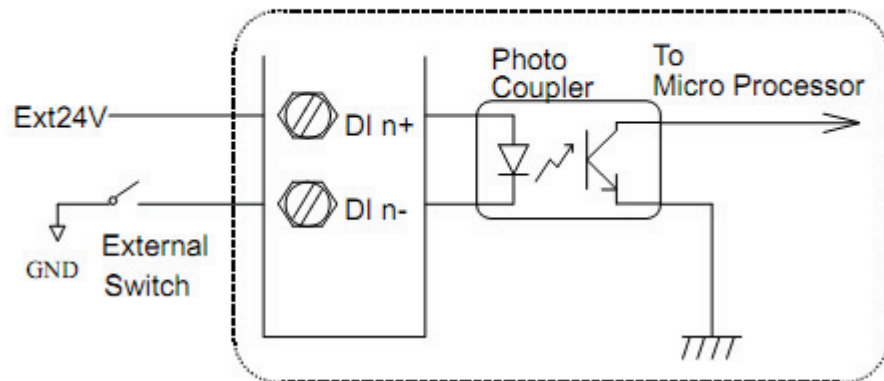 Photo
Coupler
To
Micro Processor
Ext24V
DI n+
DI n-
GND
External
Switch